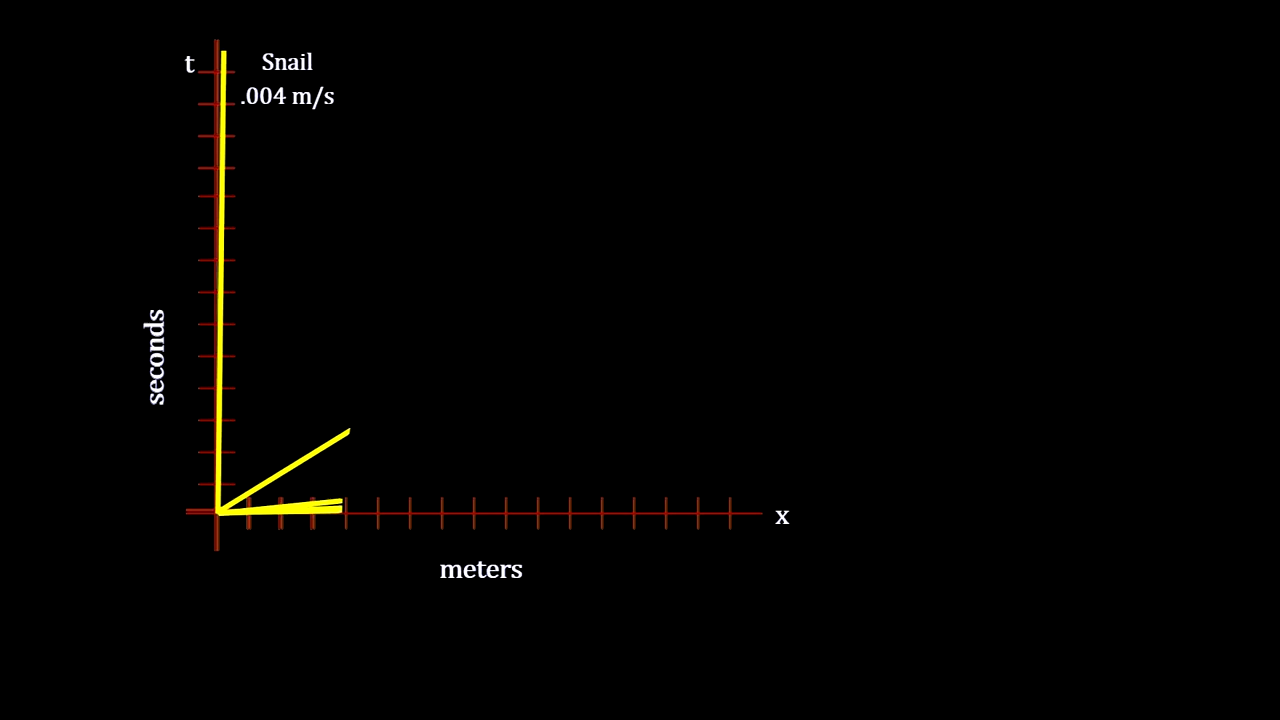 t
Snail
.004 m/s
seconds
x
meters